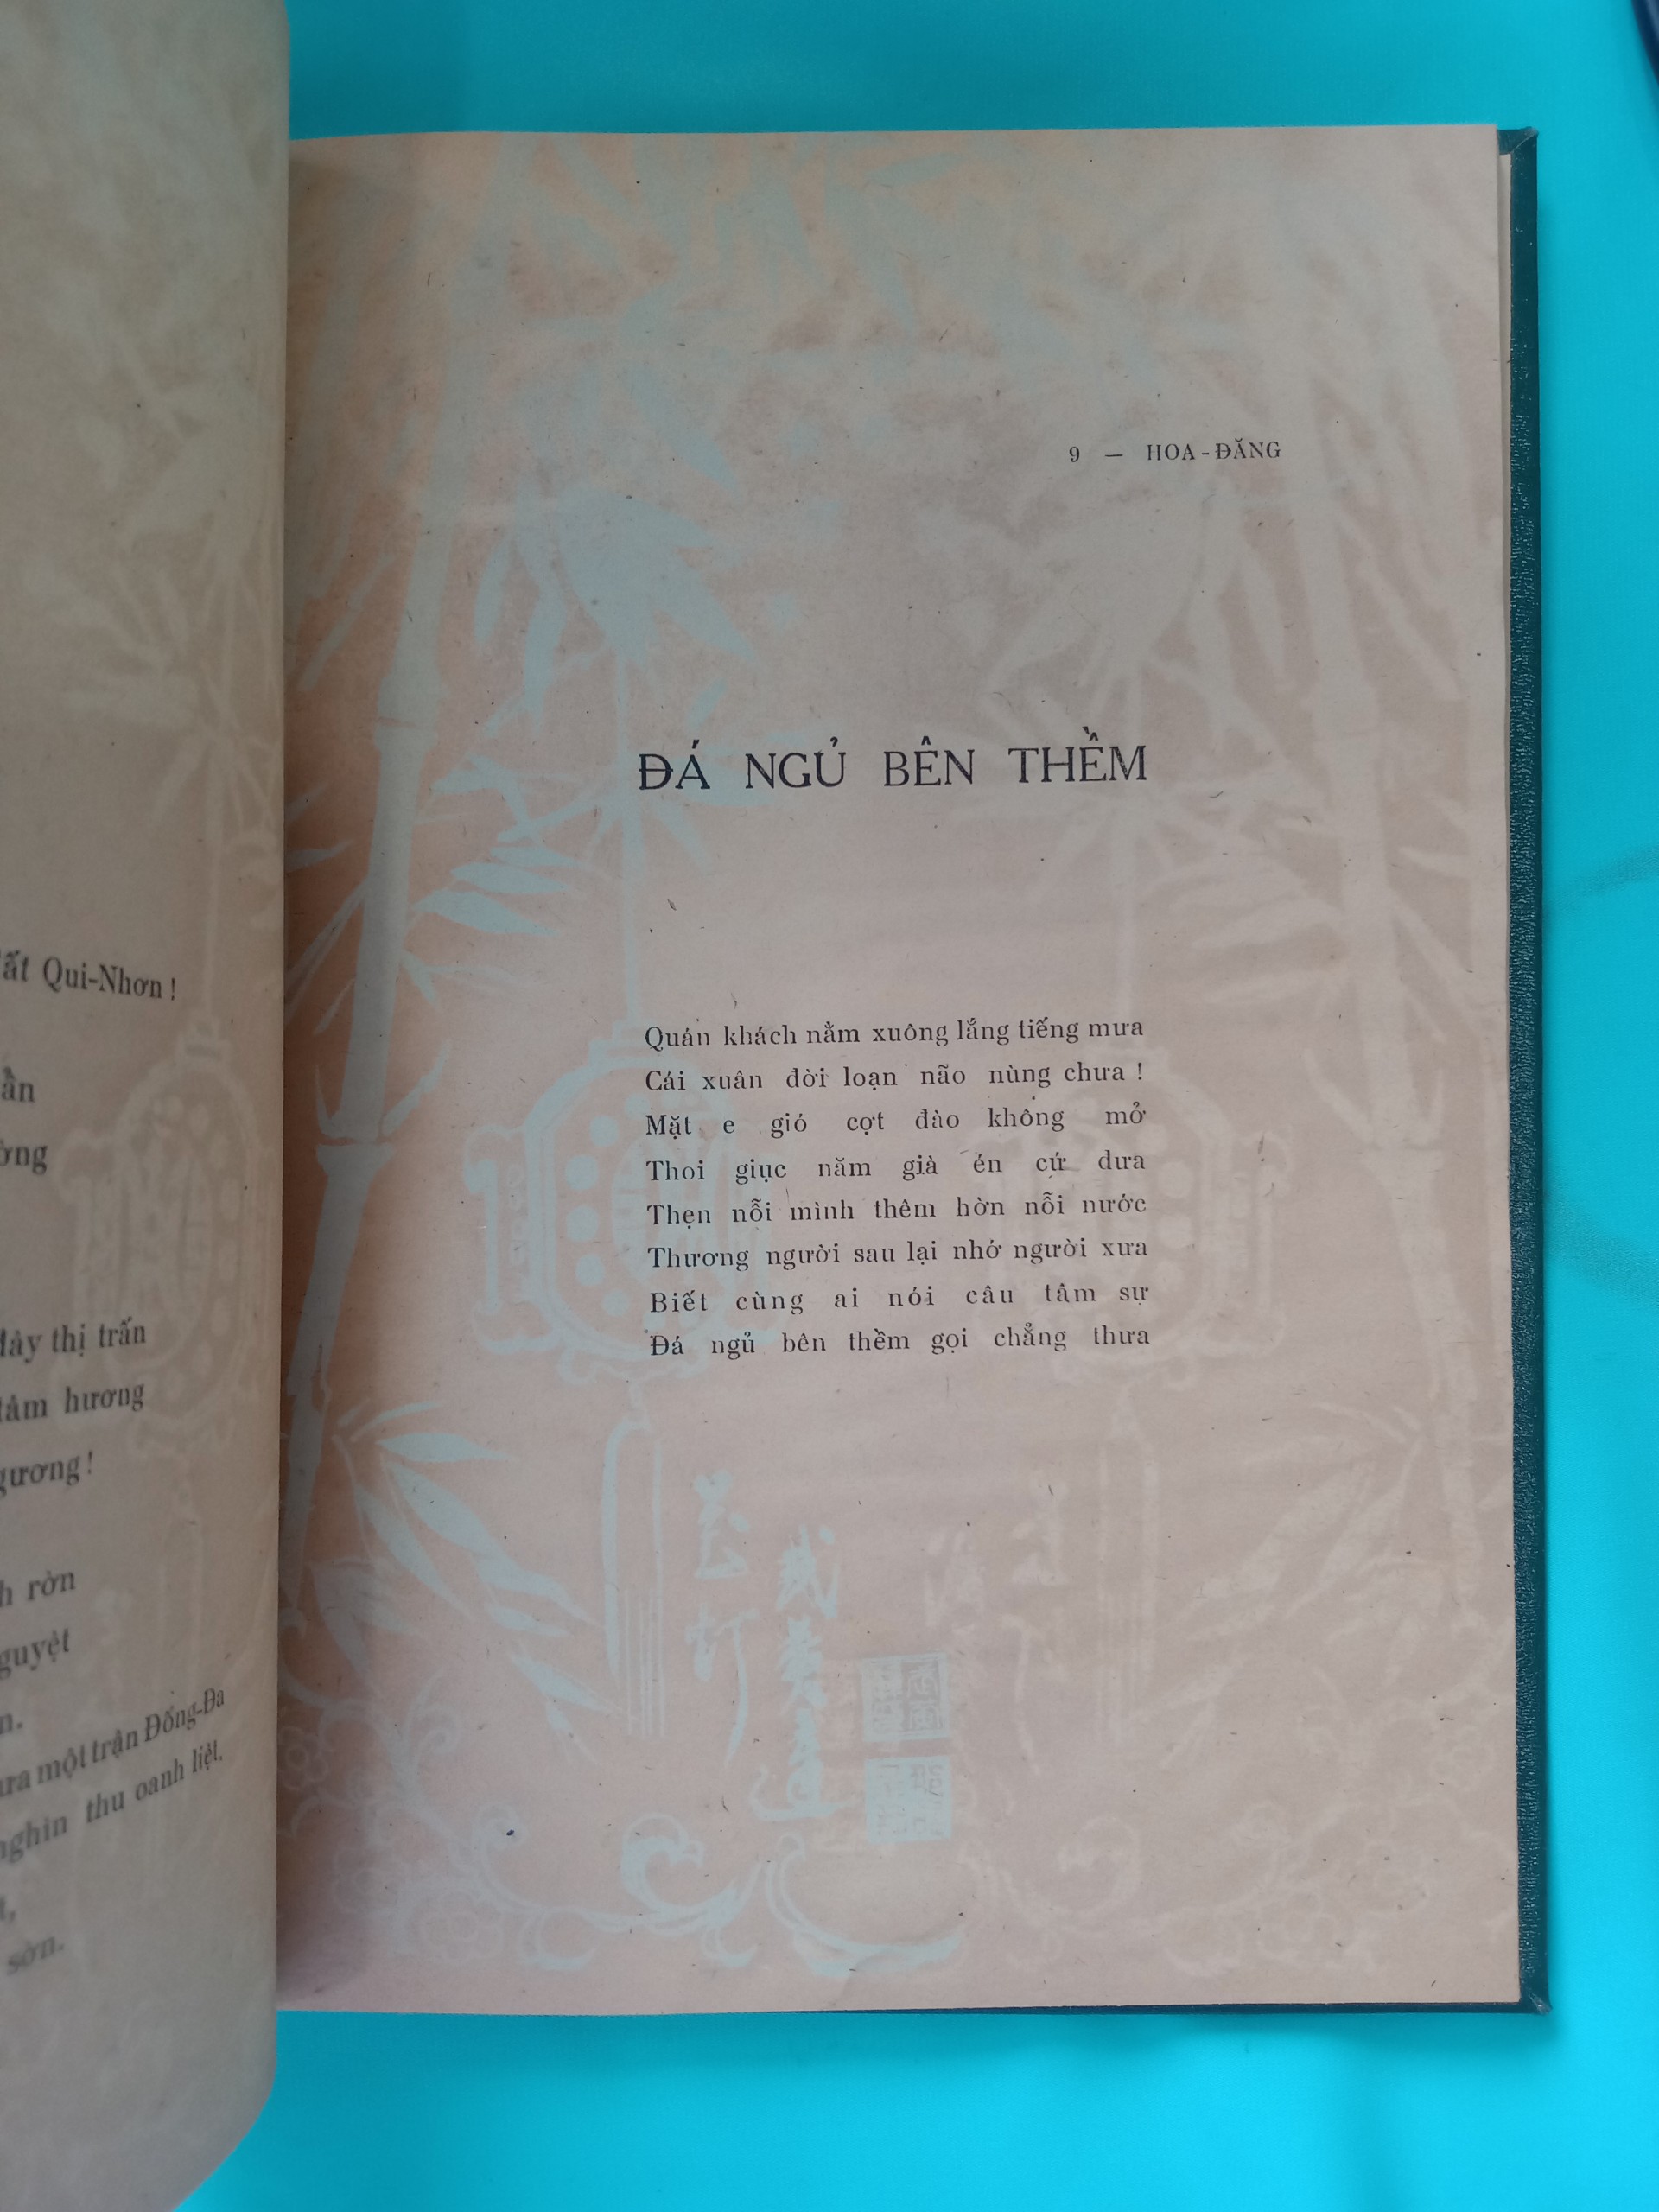 Qui-Nhơn !
thị trấn
hương
rờn
một trận Đống-Đa
thu oanh liệt.
sờn.
9 — HOA-ĐĂNG
ĐÁ NGỦ BÊN THỀM
Quán khách nằm xuông lắng tiếng mưa
Cái xuân đời loạn não nùng chưa !
Mặt e gió cợt đào không mở
Thoi giục năm già én cứ đưa
Thẹn nỗi mình thêm hờn nỗi nước
Thương người sau lại nhớ người xưa
Biết cùng ai nói câu tâm sự
Đá ngủ bên thềm gọi chẳng thưa